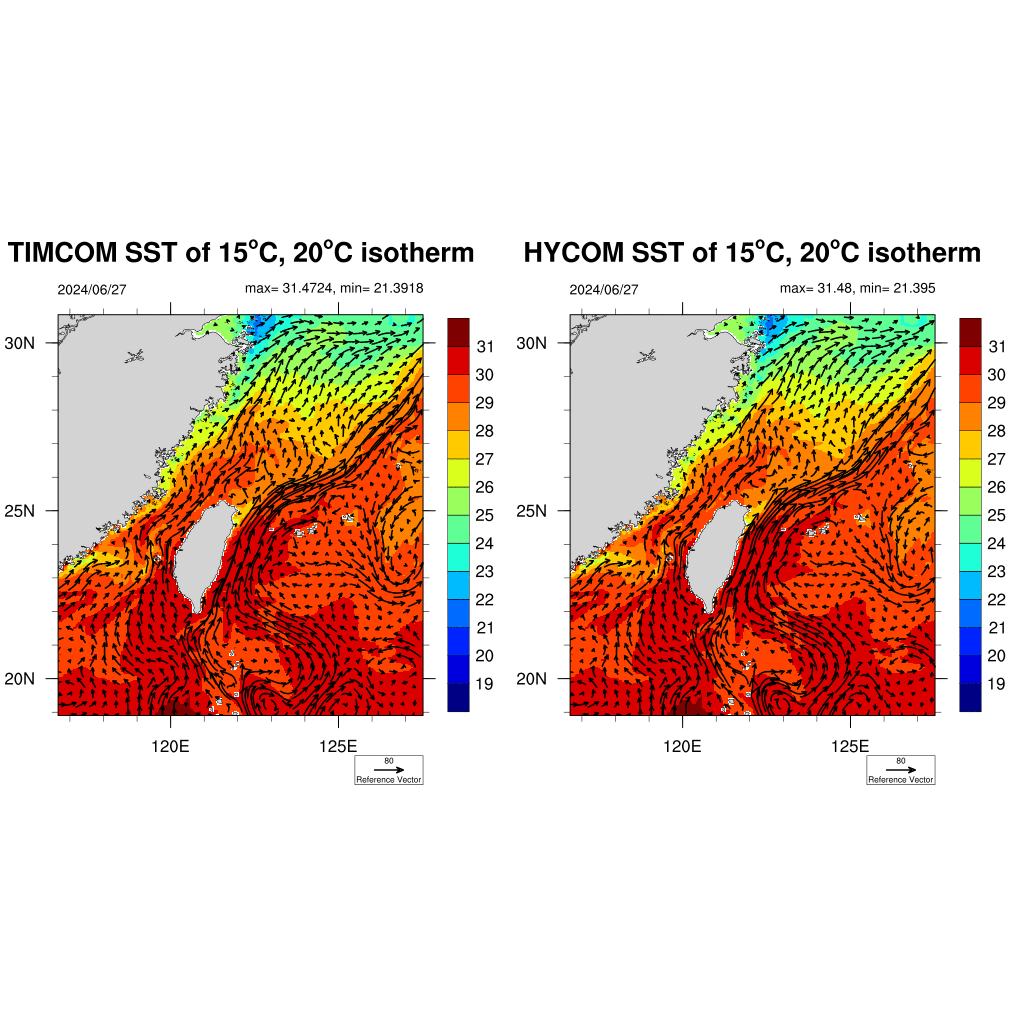 TIMCOM SST of 15°C, 20°C isotherm
2024/06/27
max= 31.4724, min= 21.3918
30N
25N
20N
120E
125E
31
30
29
28
27
26
25
24
23
22
21
20
19
80
Reference Vector
HYCOM SST of 15°C, 20°C isotherm
2024/06/27
max= 31.48, min= 21.395
30N
25N
20N
120E
125E
31
30
29
28
27
26
25
24
23
22
21
20
19
80
Reference Vector